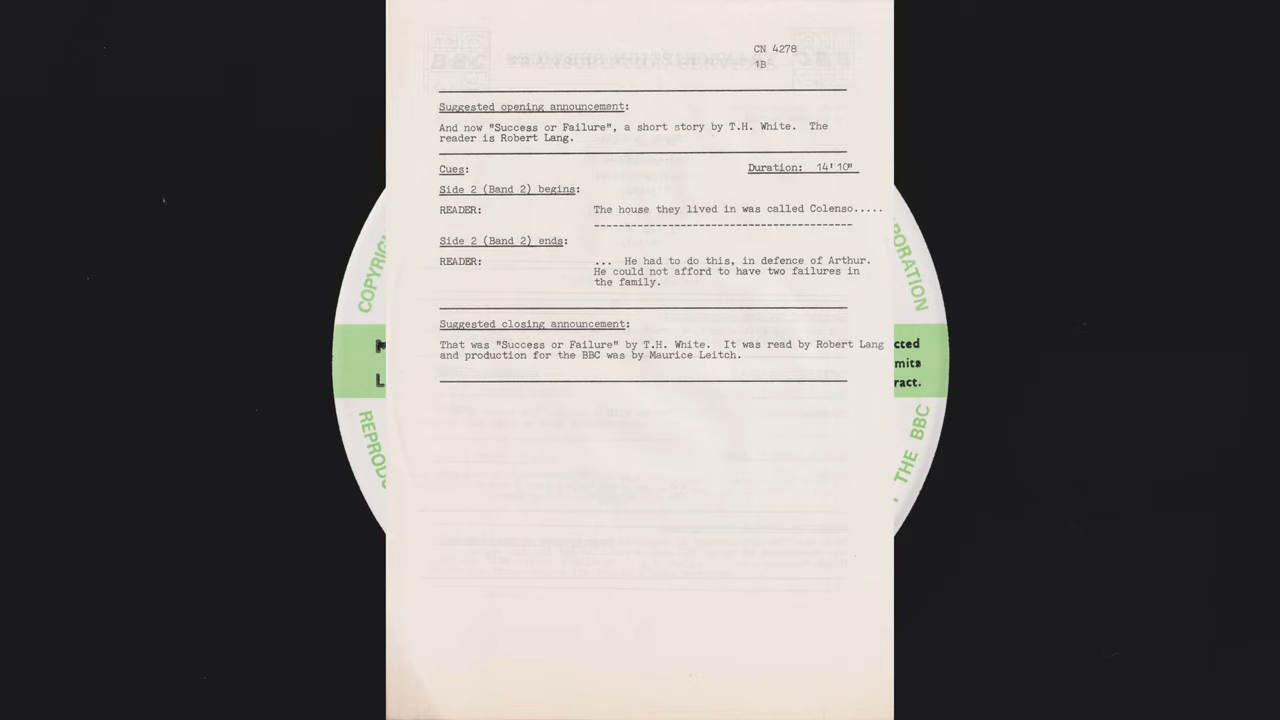 CN 4278
1B
Suggested opening announcement:
And now "Success or Failure", a short story by T.H. White.  The
reader is Robert Lang.
Cues:
Duration:  14'10"
Side 2 (Band 2) begins:
READER:
The house they lived in was called Colenso.....
Side 2 (Band 2) ends:
READER:
...  He had to do this, in defence of Arthur.
He could not afford to have two failures in
the family.
Suggested closing announcement:
That was "Success or Failure" by T.H. White.  It was read by Robert Lang
and production for the BBC was by Maurice Leitch.
COPYRIG
PORATION
M
cted
mits
L
ract.
REPROD
THE BBC